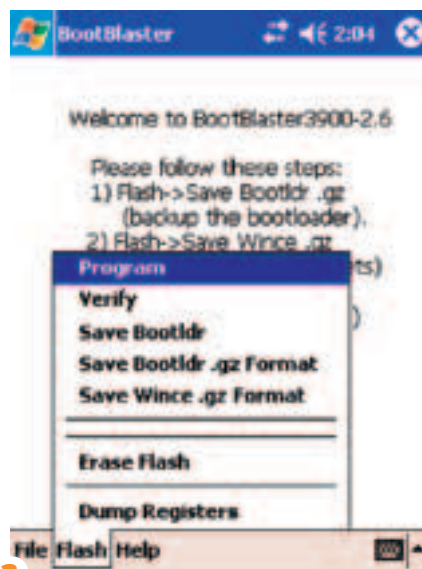 BootBlaster 2:04
Welcome to BootBlaster3900-2.6
Please follow these steps:
1) Flash->Save Bootldr .gz
(backup the bootloader).
2) Flash->Save Wince .gz
ts)
)
Program
Verify
Save Bootldr
Save Bootldr .gz Format
Save Wince .gz Format
Erase Flash
Dump Registers
File Flash Help